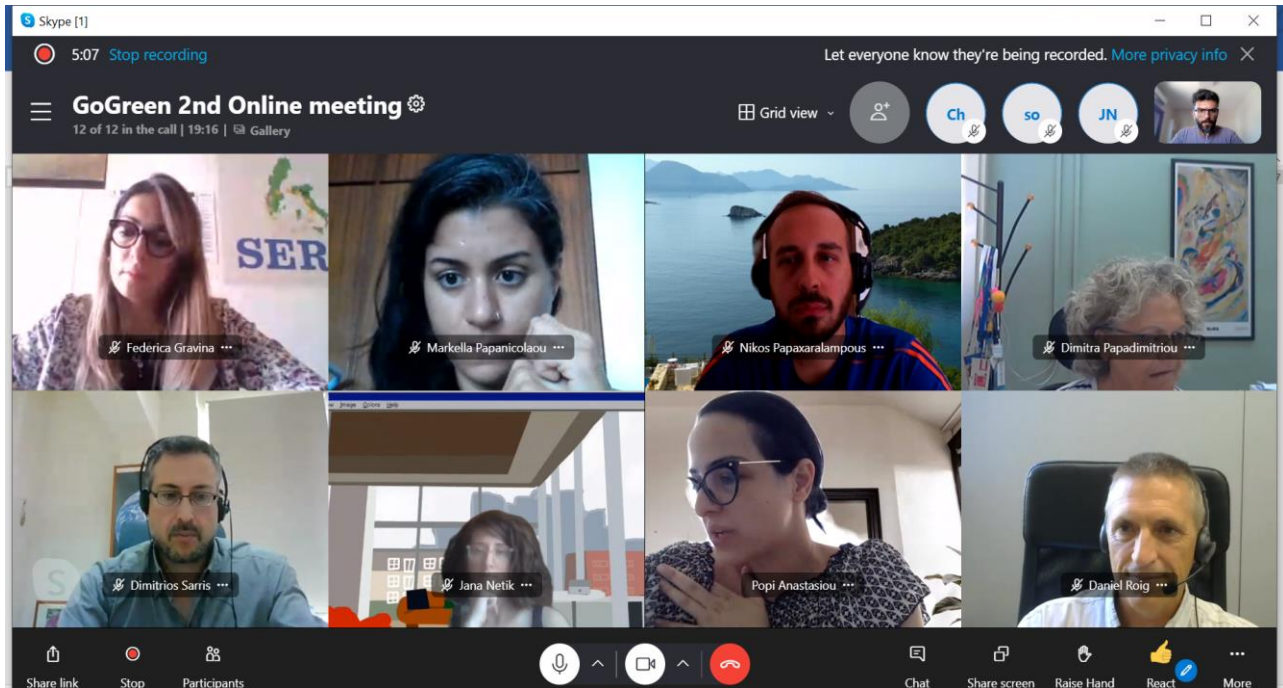 Skype [1]
5:07 Stop recording
Let everyone know they're being recorded. More privacy info
GoGreen 2nd Online meeting
12 of 12 in the call | 19:16 | Gallery
Grid view
Ch
so
JN
SER
Federica Gravina
Markella Papanicolaou
Nikos Papaxaralampous
Dimitra Papadimitriou
Image
Help
Dimitrios Sarris
Jana Netik
Popi Anastasiou
Daniel Roig
S
Share link
Stop
Participants
Chat
Share screen
Raise Hand
React
More